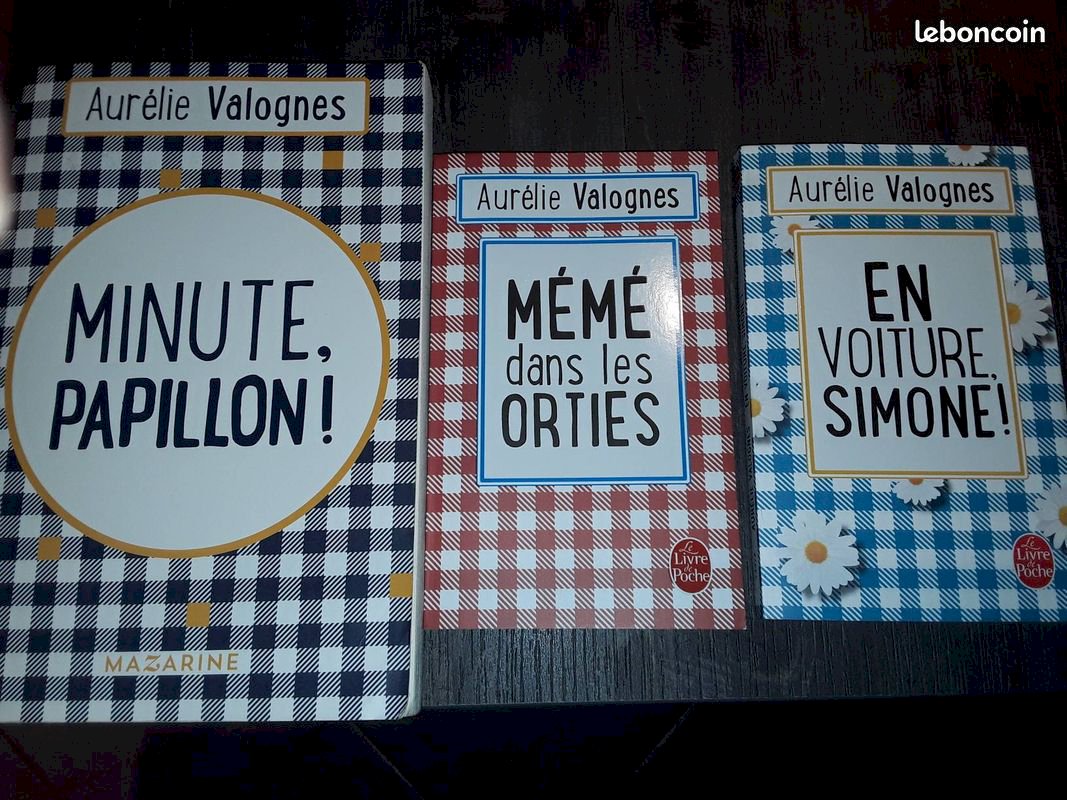 leboncoin
Aurélie Valognes
MINUTE,
PAPILLON!
MAZARINE
Aurélie Valognes
MÉMÉ
dans les
ORTIES
Le
Livre
de
Poche
Aurélie Valognes
EN
VOITURE,
SIMONE!
Le
Livre
de
Poche